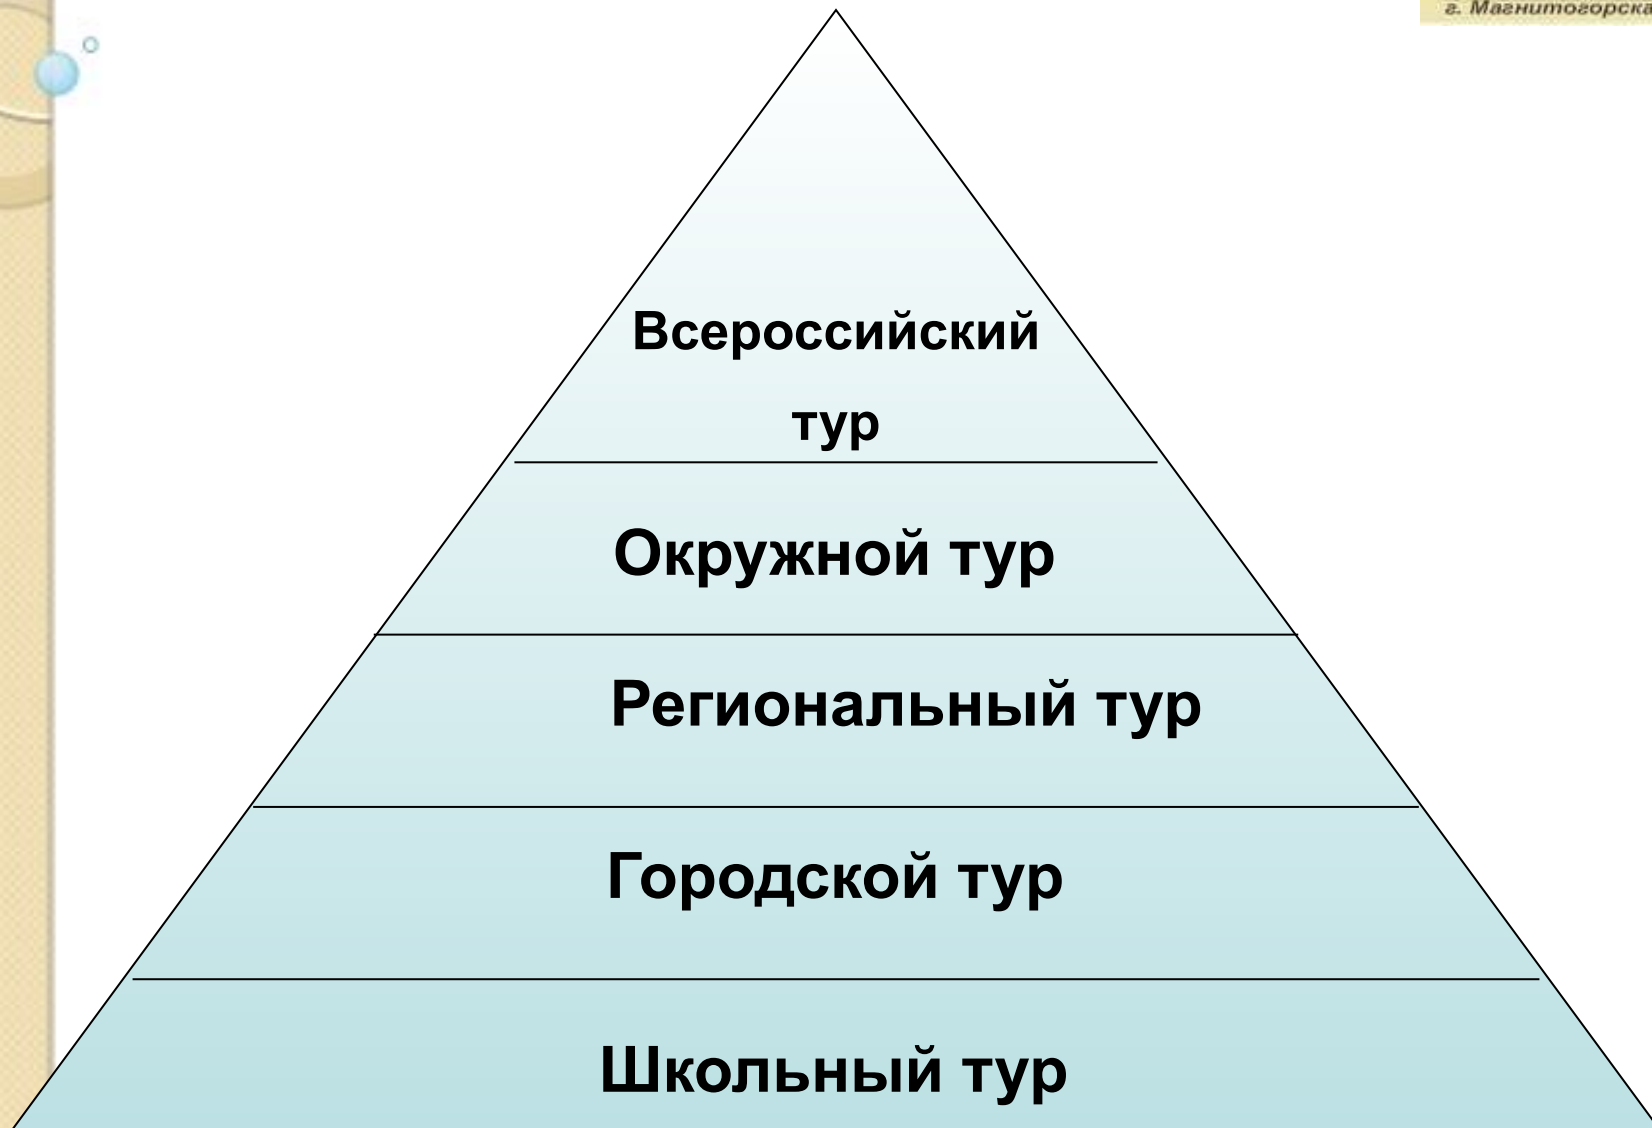 г. Магнитогорска
Всероссийский
тур
Окружной тур
Региональный тур
Городской тур
Школьный тур